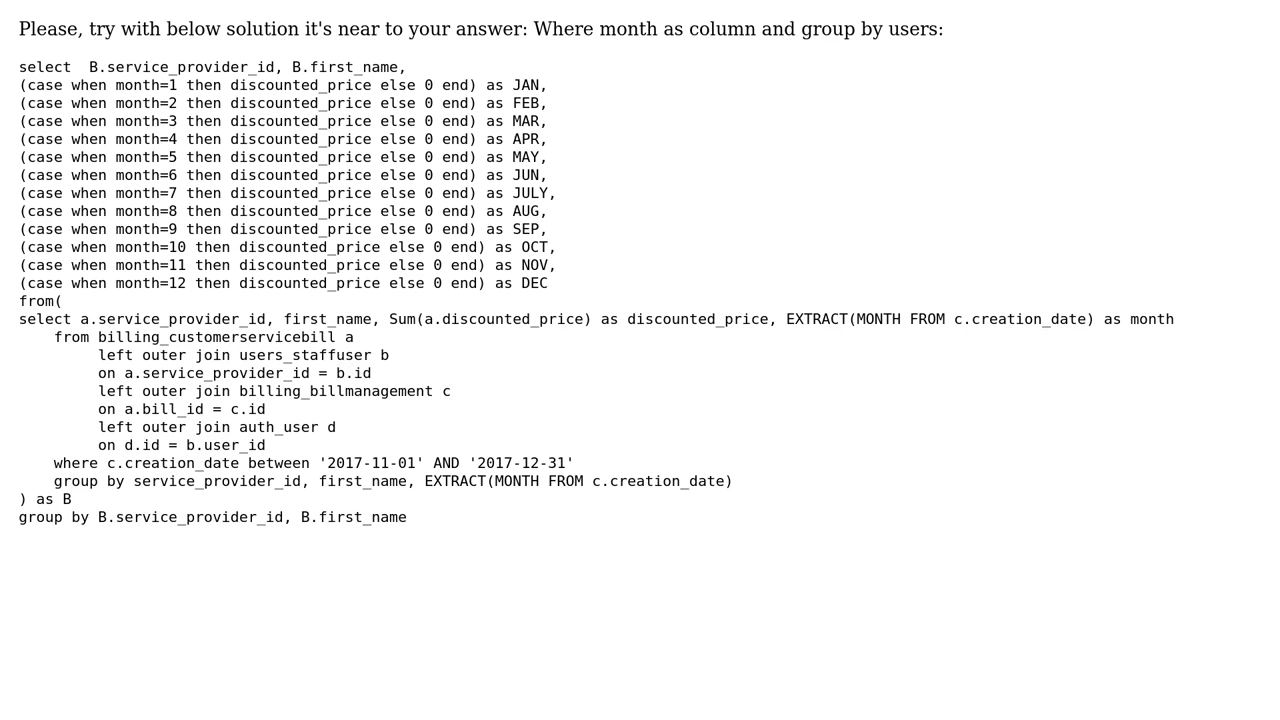 Please, try with below solution it's near to your answer: Where month as column and group by users:
select  B.service_provider_id, B.first_name,
(case when month=1 then discounted_price else 0 end) as JAN,
(case when month=2 then discounted_price else 0 end) as FEB,
(case when month=3 then discounted_price else 0 end) as MAR,
(case when month=4 then discounted_price else 0 end) as APR,
(case when month=5 then discounted_price else 0 end) as MAY,
(case when month=6 then discounted_price else 0 end) as JUN,
(case when month=7 then discounted_price else 0 end) as JULY,
(case when month=8 then discounted_price else 0 end) as AUG,
(case when month=9 then discounted_price else 0 end) as SEP,
(case when month=10 then discounted_price else 0 end) as OCT,
(case when month=11 then discounted_price else 0 end) as NOV,
(case when month=12 then discounted_price else 0 end) as DEC
from(
select a.service_provider_id, first_name, Sum(a.discounted_price) as discounted_price, EXTRACT(MONTH FROM c.creation_date) as month
    from billing_customerservicebill a
         left outer join users_staffuser b
         on a.service_provider_id = b.id
         left outer join billing_billmanagement c
         on a.bill_id = c.id
         left outer join auth_user d
         on d.id = b.user_id
    where c.creation_date between '2017-11-01' AND '2017-12-31'
    group by service_provider_id, first_name, EXTRACT(MONTH FROM c.creation_date)
) as B
group by B.service_provider_id, B.first_name